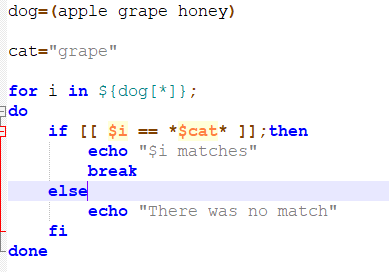 dog=(apple grape honey)
cat="grape"
for i in ${dog[*]};
do
if [[ $i == *$cat* ]];then
echo "$i matches"
break
else
echo "There was no match"
fi
done